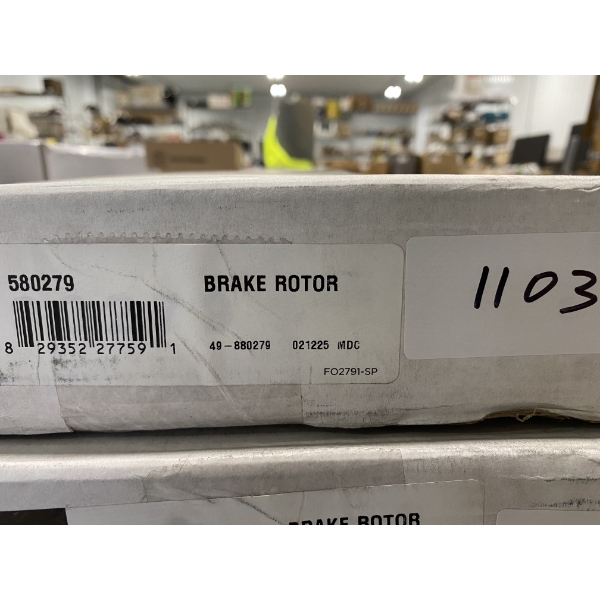 580279
BRAKE ROTOR
1103
8 29352 27759 1
49-880279 021225 MDC
FO2791-SP
BRAKE ROTOR